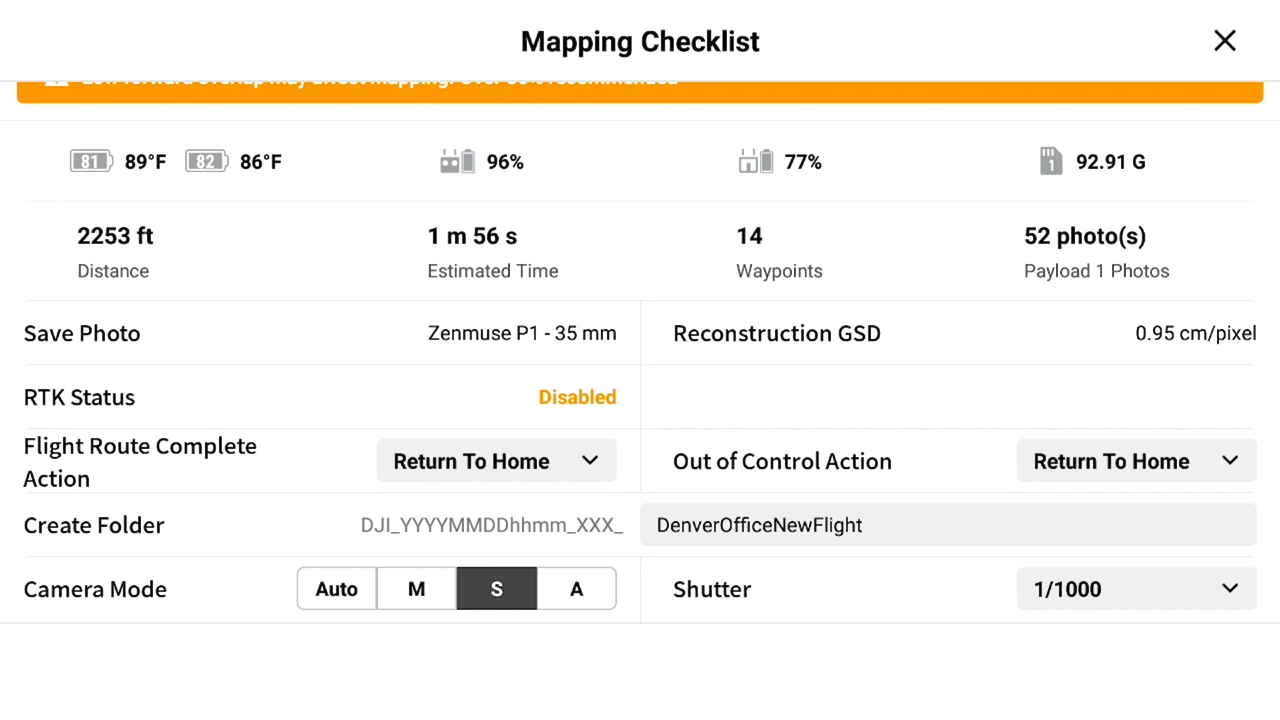 Mapping Checklist
81 89°F 82 86°F 96% 77% 1 92.91 G
2253 ft 1 m 56 s 14 52 photo(s)
Distance Estimated Time Waypoints Payload 1 Photos
Save Photo Zenmuse P1 - 35 mm Reconstruction GSD 0.95 cm/pixel
RTK Status Disabled
Flight Route Complete
Action Return To Home Out of Control Action Return To Home
Create Folder DJI_YYYYMMDDhhmm_XXX_ DenverOfficeNewFlight
Camera Mode Auto M S A Shutter 1/1000